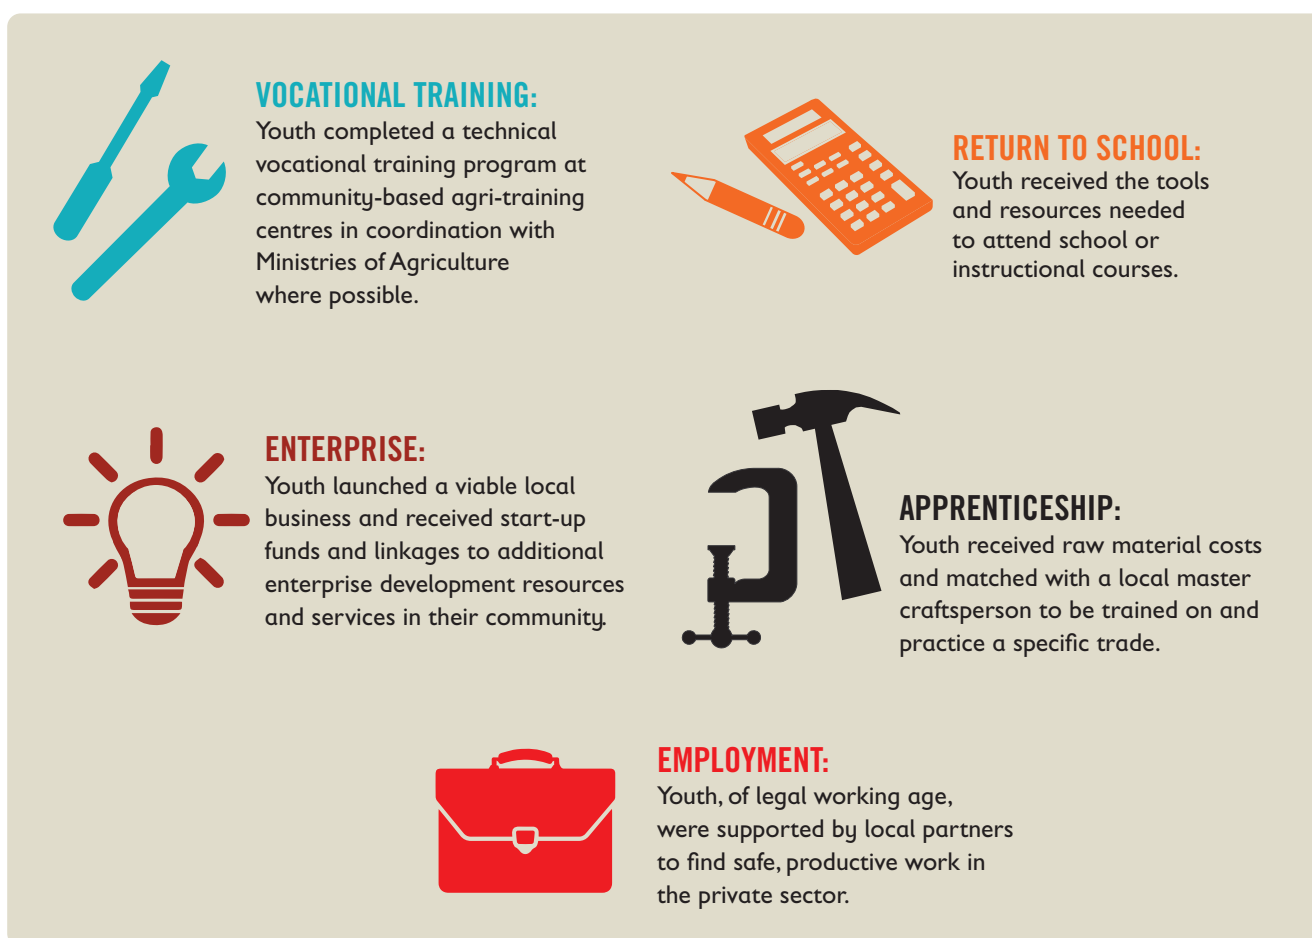 VOCATIONAL TRAINING:
Youth completed a technical
vocational training program at
community-based agri-training
centres in coordination with
Ministries of Agriculture
where possible.
RETURN TO SCHOOL:
Youth received the tools
and resources needed
to attend school or
instructional courses.
ENTERPRISE:
Youth launched a viable local
business and received start-up
funds and linkages to additional
enterprise development resources
and services in their community.
APPRENTICESHIP:
Youth received raw material costs
and matched with a local master
craftsperson to be trained on and
practice a specific trade.
EMPLOYMENT:
Youth, of legal working age,
were supported by local partners
to find safe, productive work in
the private sector.